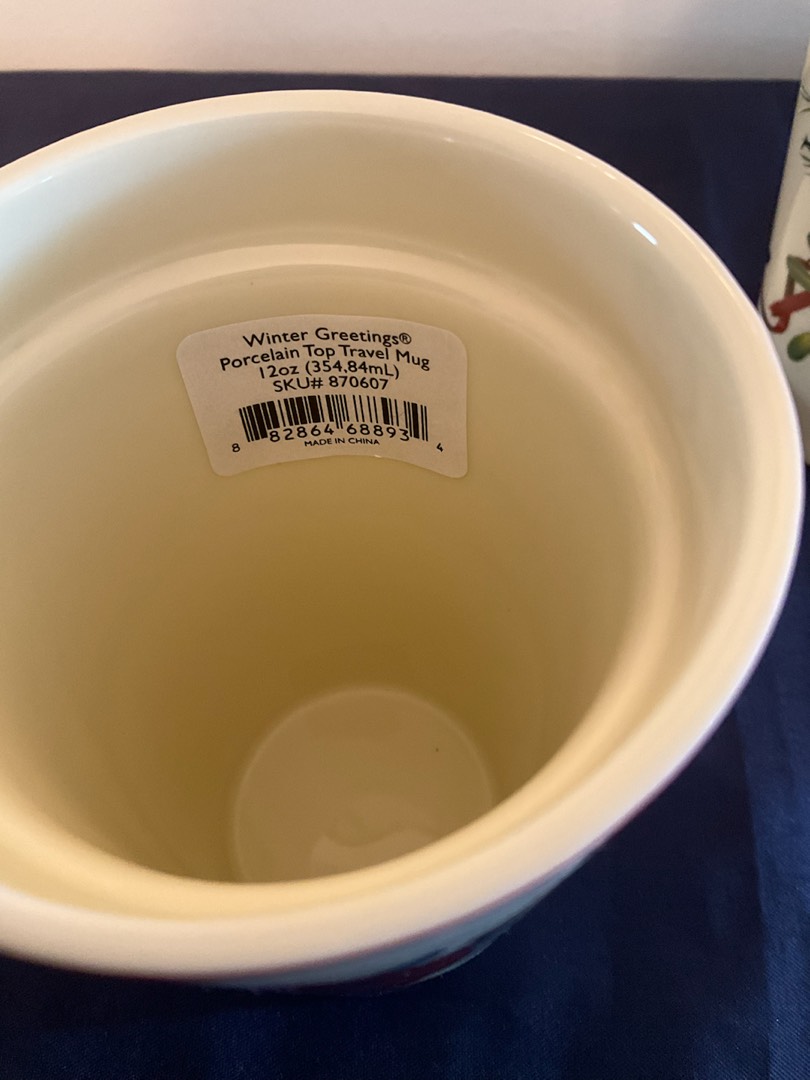 Winter Greetings®
Porcelain Top Travel Mug
12oz (354,84mL)
SKU# 870607
8 82864 68893 4
MADE IN CHINA